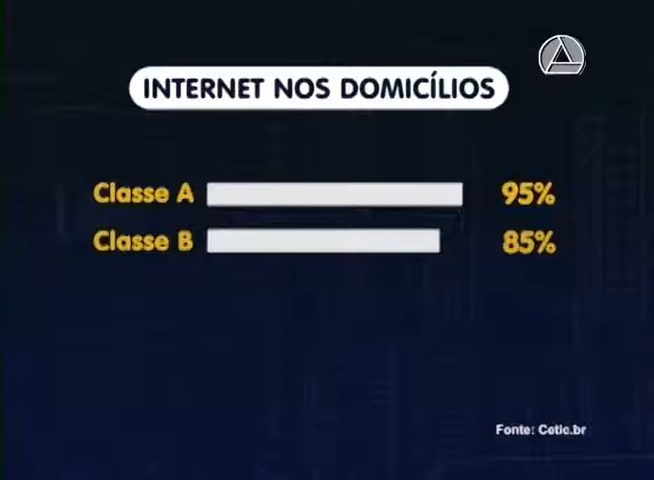 INTERNET NOS DOMICÍLIOS
Classe A 95%
Classe B 85%
Fonte: Cetic.br